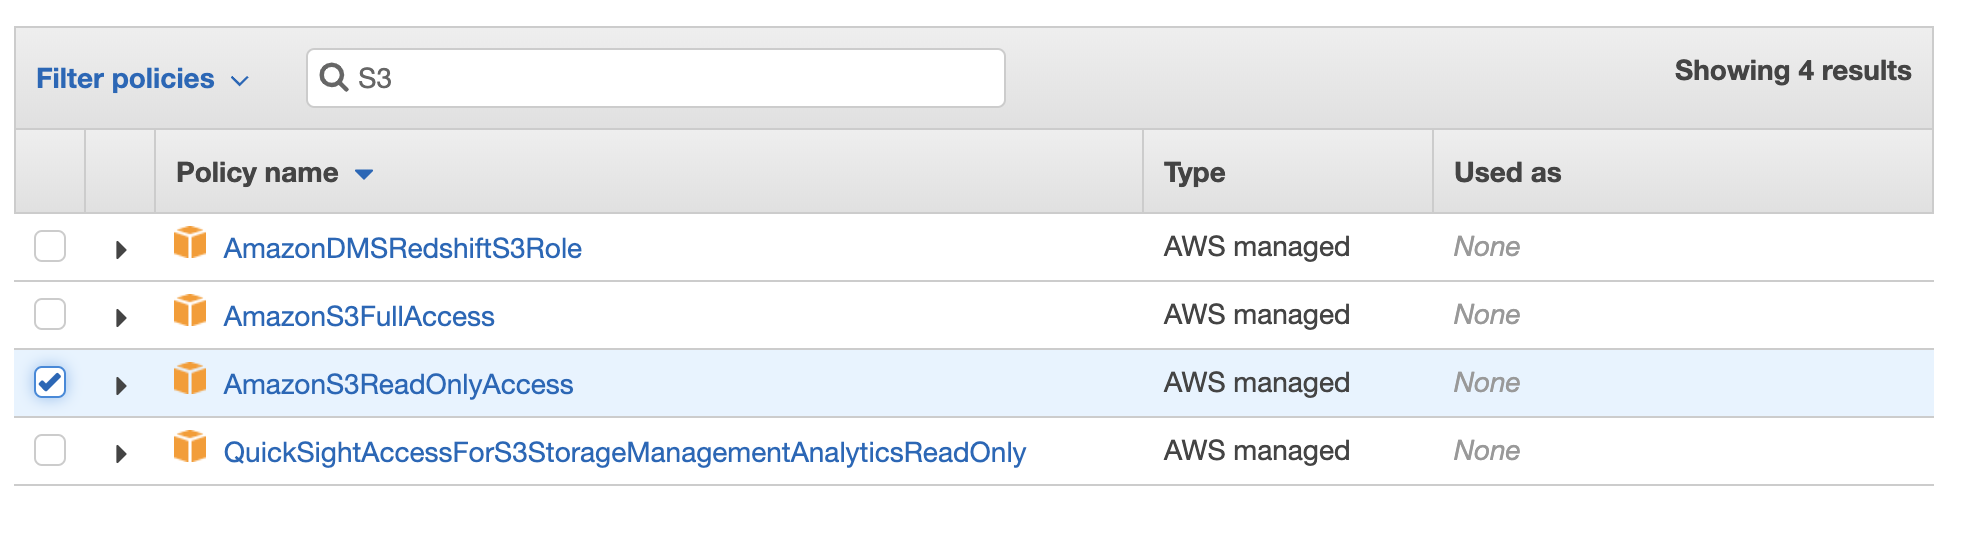 Filter policies S3 Showing 4 results
Policy name Type Used as
AmazonDMSRedshiftS3Role AWS managed None
AmazonS3FullAccess AWS managed None
AmazonS3ReadOnlyAccess AWS managed None
QuickSightAccessForS3StorageManagementAnalyticsReadOnly AWS managed None